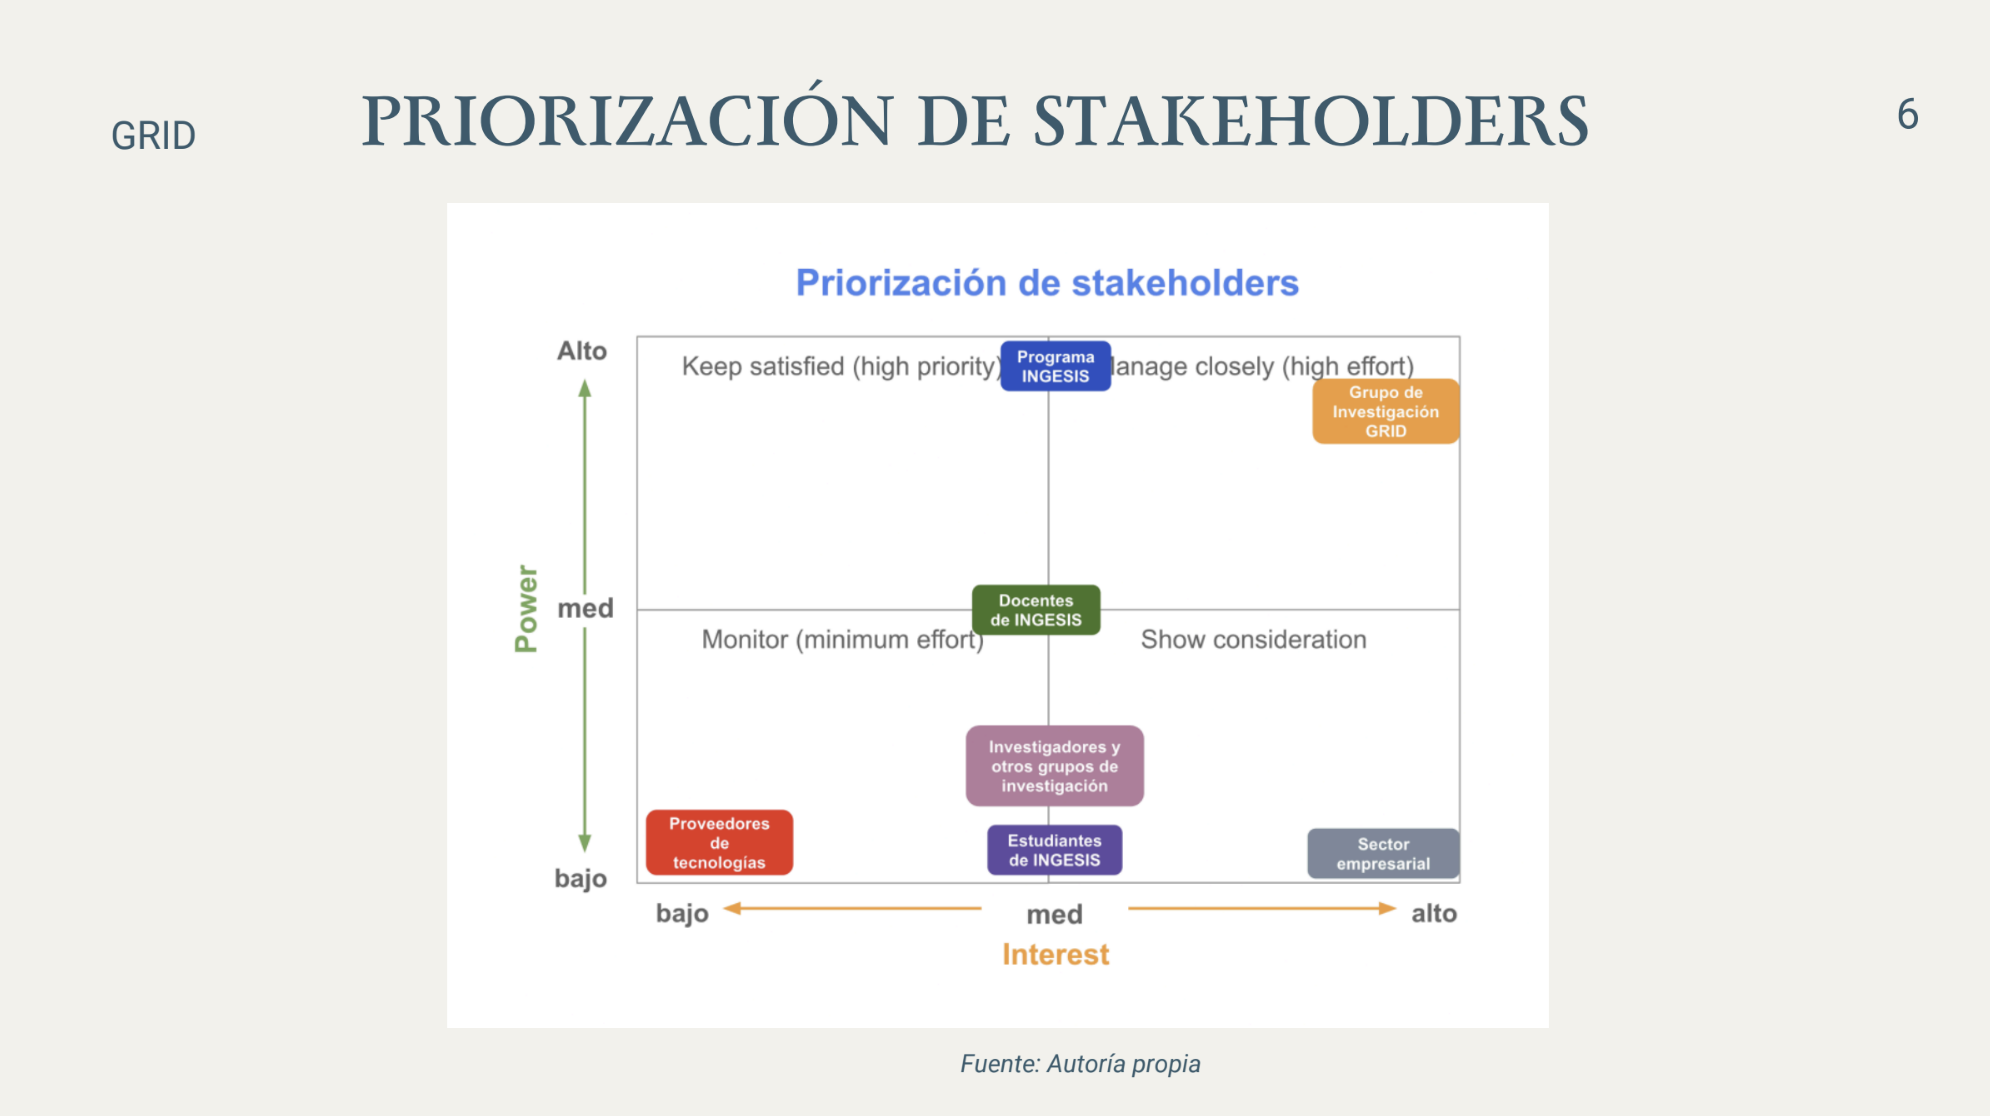 GRID
PRIORIZACIÓN DE STAKEHOLDERS
6
Priorización de stakeholders
Alto
Keep satisfied (high priority)
Programa
INGESIS
anage closely (high effort)
Grupo de
Investigación
GRID
Power
med
Docentes
de INGESIS
Monitor (minimum effort)
Show consideration
Investigadores y
otros grupos de
investigación
Proveedores
de
tecnologías
Estudiantes
de INGESIS
Sector
empresarial
bajo
bajo
med
alto
Interest
Fuente: Autoría propia